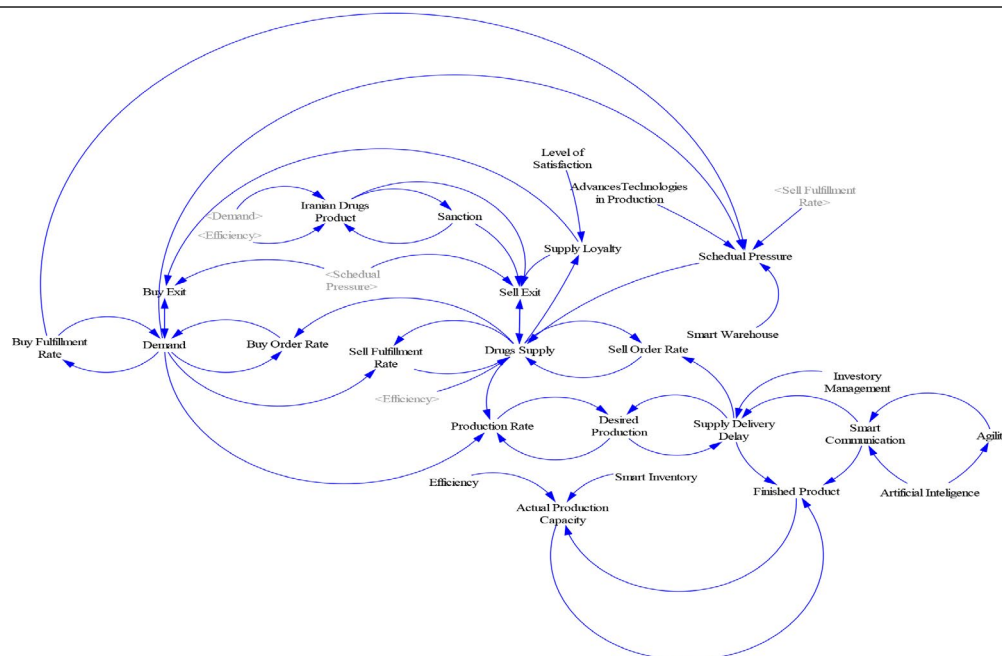 Level of
Satisfaction
AdvancesTechnologies
in Production
<Sell Fulfillment
Rate>
<Demand>
Iranian Drugs
Product
Sanction
<Efficiency>
Supply Loyalty
Schedual Pressure
<Schedual
Pressure>
Buy Exit
Sell Exit
Smart Warehouse
Buy Fulfillment
Rate
Demand
Buy Order Rate
Sell Fulfillment
Rate
Drugs Supply
Sell Order Rate
<Efficiency>
Investory
Management
Production Rate
Desired
Production
Supply Delivery
Delay
Smart
Communication
Agility
Efficiency
Smart Inventory
Finished Product
Artificial Inteligence
Actual Production
Capacity